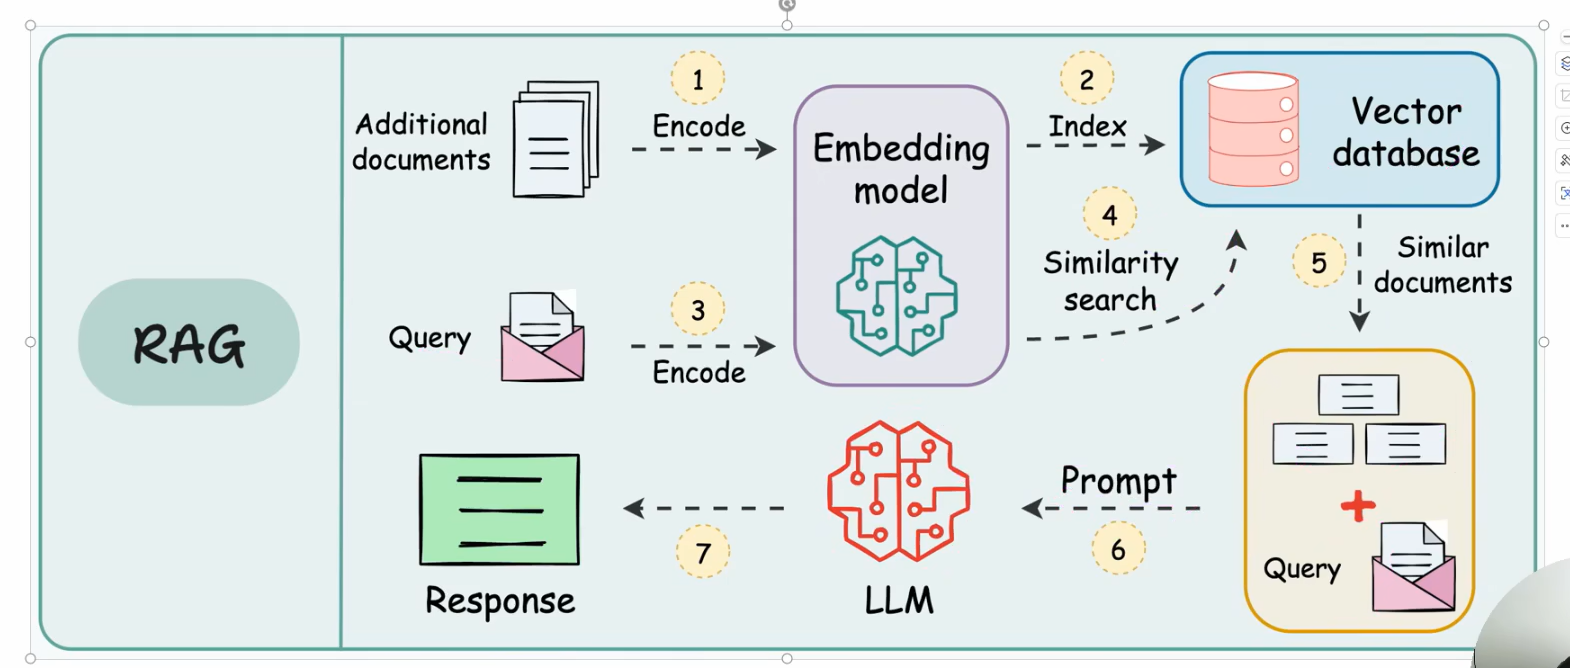 RAG
Additional
documents
1
Encode
Embedding
model
2
Index
Vector
database
Query
3
Encode
4
Similarity
search
5
Similar
documents
Query
Prompt
6
LLM
7
Response